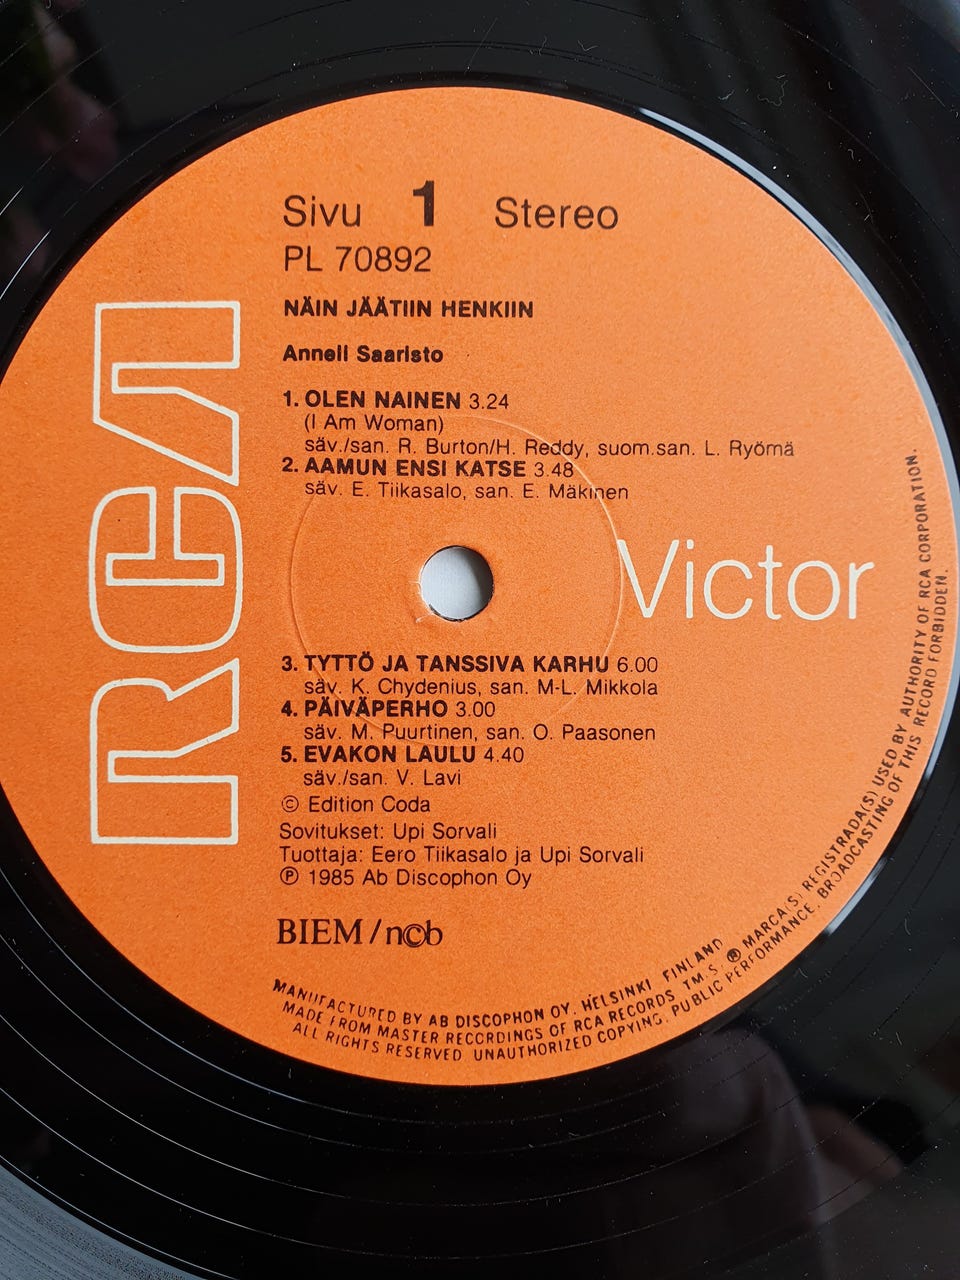 Sivu 1 Stereo
PL 70892
NÄIN JÄÄTIIN HENKIIN
Anneli Saaristo
1. OLEN NAINEN 3.24
(I Am Woman)
säv./san. R. Burton/H. Reddy, suom.san. L. Ryömä
2. AAMUN ENSI KATSE 3.48
säv. E. Tiikasalo, san. E. Mäkinen
RCA
Victor
3. TYTTÖ JA TANSSIVA KARHU 6.00
säv. K. Chydenius, san. M-L. Mikkola
4. PÄIVÄPERHO 3.00
säv. M. Puurtinen, san. O. Paasonen
5. EVAKON LAULU 4.40
säv./san. V. Lavi
© Edition Coda
Sovitukset: Upi Sorvali
Tuottaja: Eero Tiikasalo ja Upi Sorvali
℗ 1985 Ab Discophon Oy
BIEM/n©b
MANUFACTURED BY AB DISCOPHON OY. HELSINKI FINLAND
MADE FROM MASTER RECORDINGS OF RCA RECORDS, TM.S. ® MARCA(S) REGISTRADA(S) USED BY AUTHORITY OF RCA CORPORATION.
ALL RIGHTS RESERVED UNAUTHORIZED COPYING, PUBLIC PERFORMANCE, BROADCASTING OF THIS RECORD FORBIDDEN.